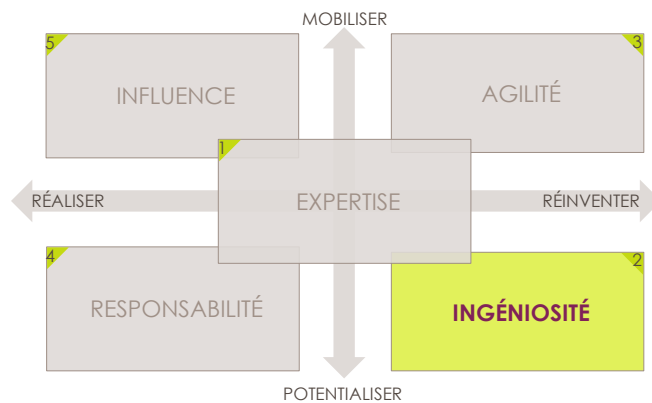 MOBILISER
5
3
INFLUENCE
AGILITÉ
1
RÉALISER
EXPERTISE
RÉINVENTER
4
2
RESPONSABILITÉ
INGÉNIOSITÉ
POTENTIALISER